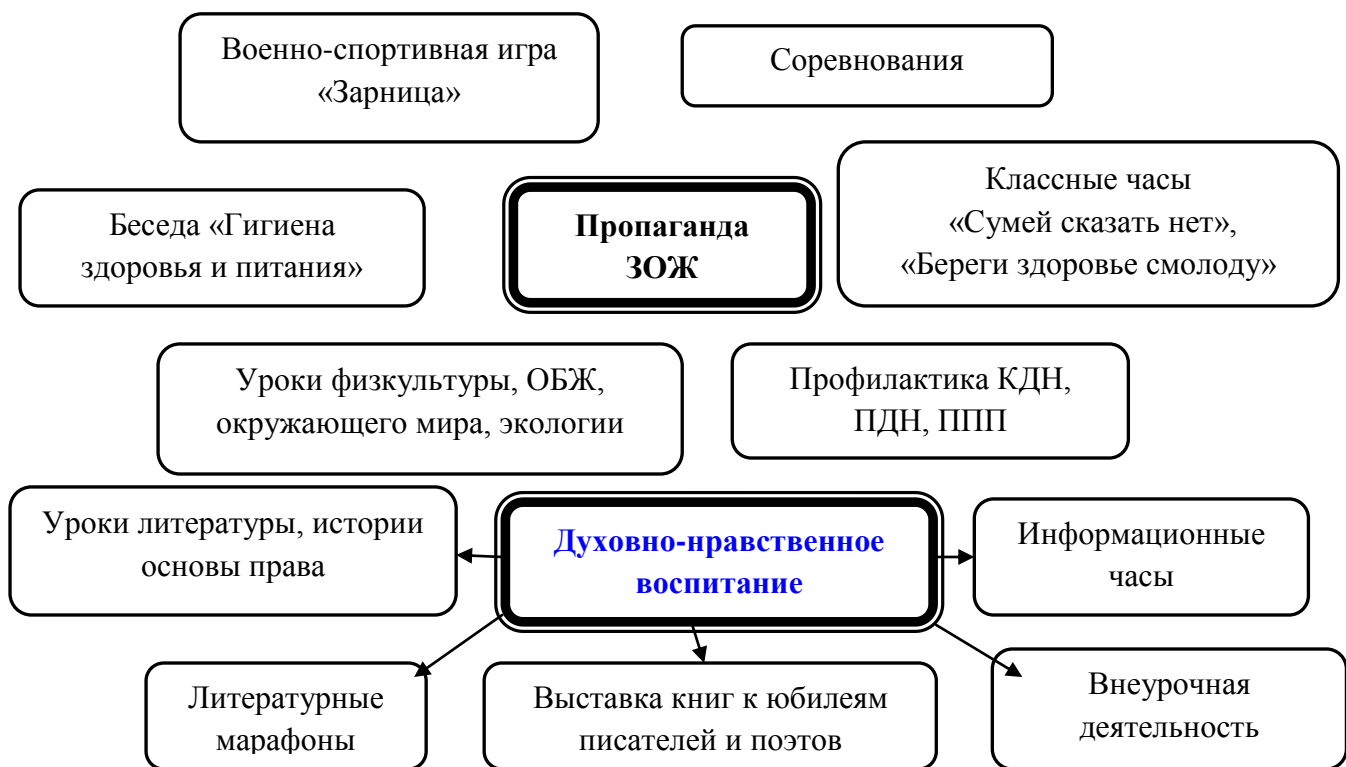 Военно-спортивная игра
«Зарница»
Соревнования
Беседа «Гигиена
здоровья и питания»
Пропаганда
ЗОЖ
Классные часы
«Сумей сказать нет»,
«Береги здоровье смолоду»
Уроки физкультуры, ОБЖ,
окружающего мира, экологии
Профилактика КДН,
ПДН, ППП
Уроки литературы, истории
основы права
Духовно-нравственное
воспитание
Информационные
часы
Литературные
марафоны
Выставка книг к юбилеям
писателей и поэтов
Внеурочная
деятельность